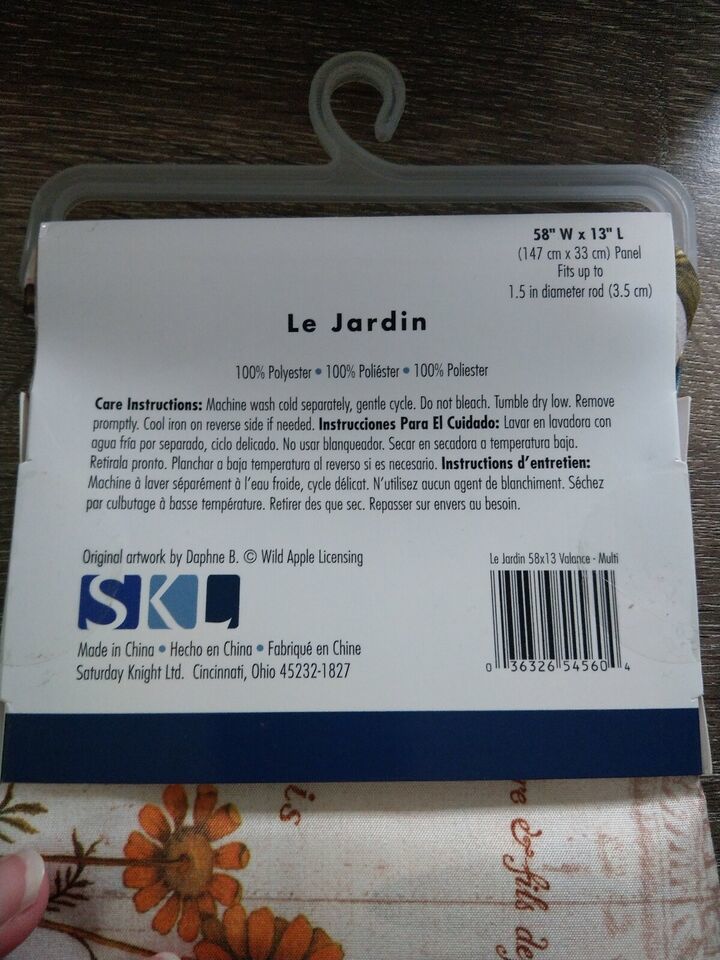 58" W x 13" L
(147 cm x 33 cm) Panel
Fits up to
1.5 in diameter rod (3.5 cm)
Le Jardin
100% Polyester • 100% Poliéster • 100% Poliester
Care Instructions: Machine wash cold separately, gentle cycle. Do not bleach. Tumble dry low. Remove
promptly. Cool iron on reverse side if needed. Instrucciones Para El Cuidado: Lavar en lavadora con
agua fría por separado, ciclo delicado. No usar blanqueador. Secar en secadora a temperatura baja.
Retirala pronto. Planchar a baja temperatura al reverso si es necesario. Instructions d'entretien:
Machine à laver séparément à l'eau froide, cycle délicat. N'utilisez aucun agent de blanchiment. Séchez
par culbutage à basse température. Retirer des que sec. Repasser sur envers au besoin.
Original artwork by Daphne B. © Wild Apple Licensing
SKL
Made in China • Hecho en China • Fabriqué en Chine
Saturday Knight Ltd. Cincinnati, Ohio 45232-1827
Le Jardin 58x13 Valance - Multi
0 36326 54560 4
is
re & fils de